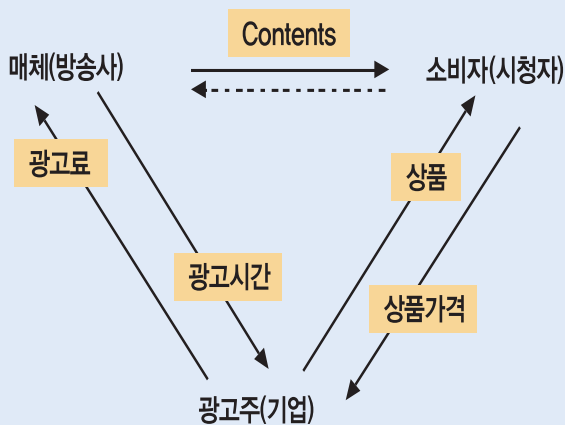 Contents
매체(방송사)
소비자(시청자)
광고료
상품
광고시간
상품가격
광고주(기업)